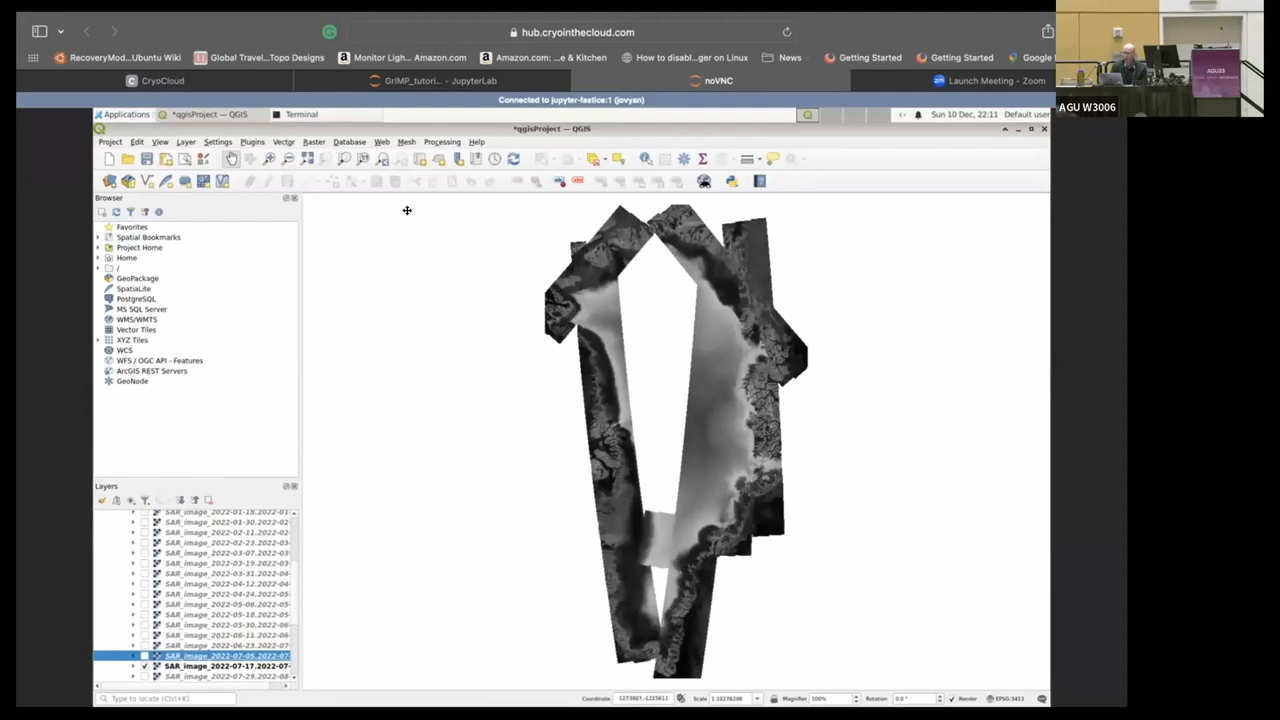 hub.cryointhecloud.com
RecoveryMod...Ubuntu Wiki Global Travel...Topo Designs Monitor Ligh... Amazon.com Amazon.com: ...e & Kitchen How to disabl...ger on Linux News Getting Started Getting Started Google
CryoCloud GrIMP_tutori... - JupyterLab noVNC Launch Meeting - Zoom
Connected to jupyter-fastice:1 (jovyan)
AGU23
AGU W3006
Applications *qgisProject — QGIS Terminal Sun 10 Dec, 22:11 Default user
*qgisProject — QGIS
Project Edit View Layer Settings Plugins Vector Raster Database Web Mesh Processing Help
Browser
Favorites
Spatial Bookmarks
Project Home
Home
/
GeoPackage
SpatiaLite
PostgreSQL
MS SQL Server
WMS/WMTS
Vector Tiles
XYZ Tiles
WCS
WFS / OGC API - Features
ArcGIS REST Servers
GeoNode
Layers
SAR_image_2022-01-18.2022-01
SAR_image_2022-01-30.2022-02
SAR_image_2022-02-11.2022-02
SAR_image_2022-02-23.2022-03
SAR_image_2022-03-07.2022-03
SAR_image_2022-03-19.2022-03
SAR_image_2022-03-31.2022-04
SAR_image_2022-04-12.2022-04
SAR_image_2022-04-24.2022-05
SAR_image_2022-05-06.2022-05
SAR_image_2022-05-18.2022-05
SAR_image_2022-05-30.2022-06
SAR_image_2022-06-11.2022-06
SAR_image_2022-06-23.2022-07
SAR_image_2022-07-05.2022-07-
SAR_image_2022-07-17.2022-07-
SAR_image_2022-07-29.2022-08
Type to locate (Ctrl+K) Coordinate -1273997,-1225611 Scale Magnifier 100% Rotation 0.0 ° Render EPSG:3413